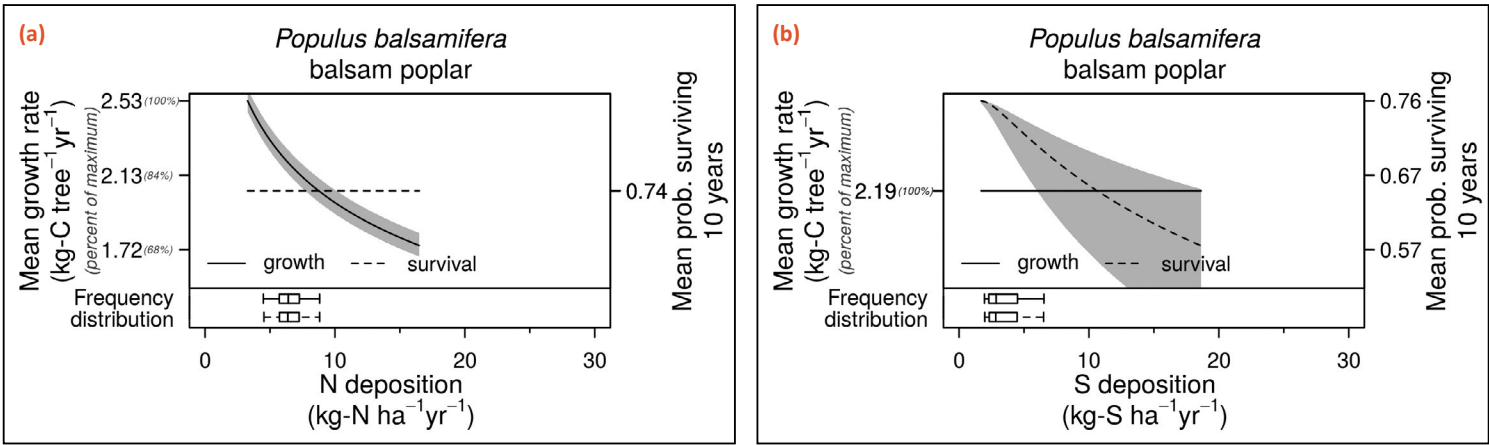 (a)
Populus balsamifera
balsam poplar
Mean growth rate
(kg-C tree⁻¹yr⁻¹)
(percent of maximum)
2.53 (100%)
2.13 (84%)
1.72 (68%)
0.74
Mean prob. surviving
10 years
growth
survival
Frequency
distribution
0
10
20
30
N deposition
(kg-N ha⁻¹yr⁻¹)
(b)
Populus balsamifera
balsam poplar
Mean growth rate
(kg-C tree⁻¹yr⁻¹)
(percent of maximum)
2.19 (100%)
0.76
0.67
0.57
Mean prob. surviving
10 years
growth
survival
Frequency
distribution
0
10
20
30
S deposition
(kg-S ha⁻¹yr⁻¹)